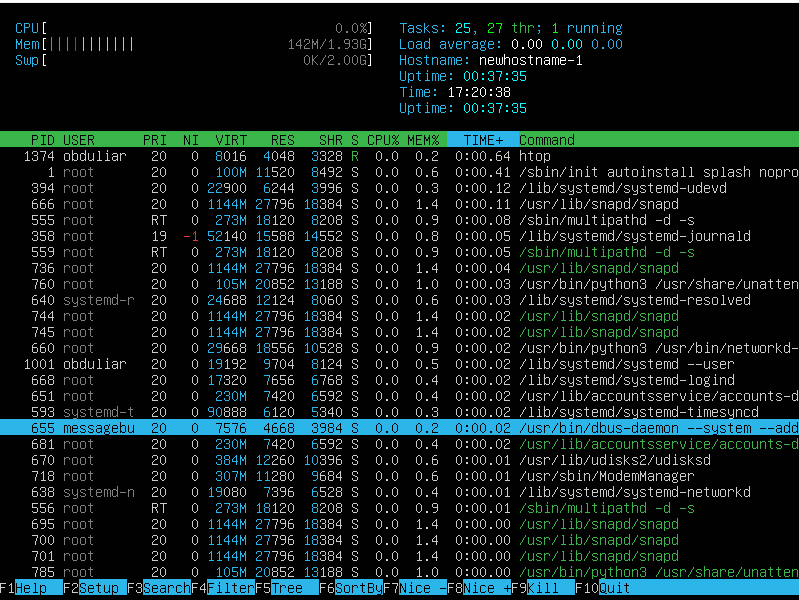 CPU[ 0.0%] Tasks: 25, 27 thr; 1 running
Mem[||||||||||| 142M/1.93G] Load average: 0.00 0.00 0.00
Swp[ 0K/2.00G] Hostname: newhostname-1
Uptime: 00:37:35
Time: 17:20:38
Uptime: 00:37:35
PID USER PRI NI VIRT RES SHR S CPU% MEM% TIME+ Command
1374 obduliar 20 0 8016 4048 3328 R 0.0 0.2 0:00.64 htop
1 root 20 0 100M 11520 8492 S 0.0 0.6 0:00.41 /sbin/init autoinstall splash nopro
394 root 20 0 22900 6244 3996 S 0.0 0.3 0:00.12 /lib/systemd/systemd-udevd
666 root 20 0 1144M 27796 18384 S 0.0 1.4 0:00.11 /usr/lib/snapd/snapd
555 root RT 0 273M 18120 8208 S 0.0 0.9 0:00.08 /sbin/multipathd -d -s
358 root 19 -1 52140 15588 14552 S 0.0 0.8 0:00.05 /lib/systemd/systemd-journald
559 root RT 0 273M 18120 8208 S 0.0 0.9 0:00.05 /sbin/multipathd -d -s
736 root 20 0 1144M 27796 18384 S 0.0 1.4 0:00.04 /usr/lib/snapd/snapd
760 root 20 0 105M 20852 13188 S 0.0 1.0 0:00.03 /usr/bin/python3 /usr/share/unatten
640 systemd-r 20 0 24688 12124 8060 S 0.0 0.6 0:00.03 /lib/systemd/systemd-resolved
744 root 20 0 1144M 27796 18384 S 0.0 1.4 0:00.02 /usr/lib/snapd/snapd
745 root 20 0 1144M 27796 18384 S 0.0 1.4 0:00.02 /usr/lib/snapd/snapd
660 root 20 0 29668 18556 10528 S 0.0 0.9 0:00.02 /usr/bin/python3 /usr/bin/networkd-
1001 obduliar 20 0 19192 9704 8124 S 0.0 0.5 0:00.02 /lib/systemd/systemd --user
668 root 20 0 17320 7656 6768 S 0.0 0.4 0:00.02 /lib/systemd/systemd-logind
651 root 20 0 230M 7420 6592 S 0.0 0.4 0:00.02 /usr/lib/accountsservice/accounts-d
593 systemd-t 20 0 90888 6120 5340 S 0.0 0.3 0:00.02 /lib/systemd/systemd-timesyncd
655 messagebu 20 0 7576 4668 3984 S 0.0 0.2 0:00.02 /usr/bin/dbus-daemon --system --add
681 root 20 0 230M 7420 6592 S 0.0 0.4 0:00.02 /usr/lib/accountsservice/accounts-d
670 root 20 0 384M 12260 10396 S 0.0 0.6 0:00.01 /usr/lib/udisks2/udisksd
718 root 20 0 307M 11280 9684 S 0.0 0.6 0:00.01 /usr/sbin/ModemManager
638 systemd-n 20 0 19080 7396 6528 S 0.0 0.4 0:00.01 /lib/systemd/systemd-networkd
556 root RT 0 273M 18120 8208 S 0.0 0.9 0:00.01 /sbin/multipathd -d -s
695 root 20 0 1144M 27796 18384 S 0.0 1.4 0:00.00 /usr/lib/snapd/snapd
700 root 20 0 1144M 27796 18384 S 0.0 1.4 0:00.00 /usr/lib/snapd/snapd
701 root 20 0 1144M 27796 18384 S 0.0 1.4 0:00.00 /usr/lib/snapd/snapd
785 root 20 0 105M 20852 13188 S 0.0 1.0 0:00.00 /usr/bin/python3 /usr/share/unatten
F1Help F2Setup F3SearchF4FilterF5Tree F6SortByF7Nice -F8Nice +F9Kill F10Quit